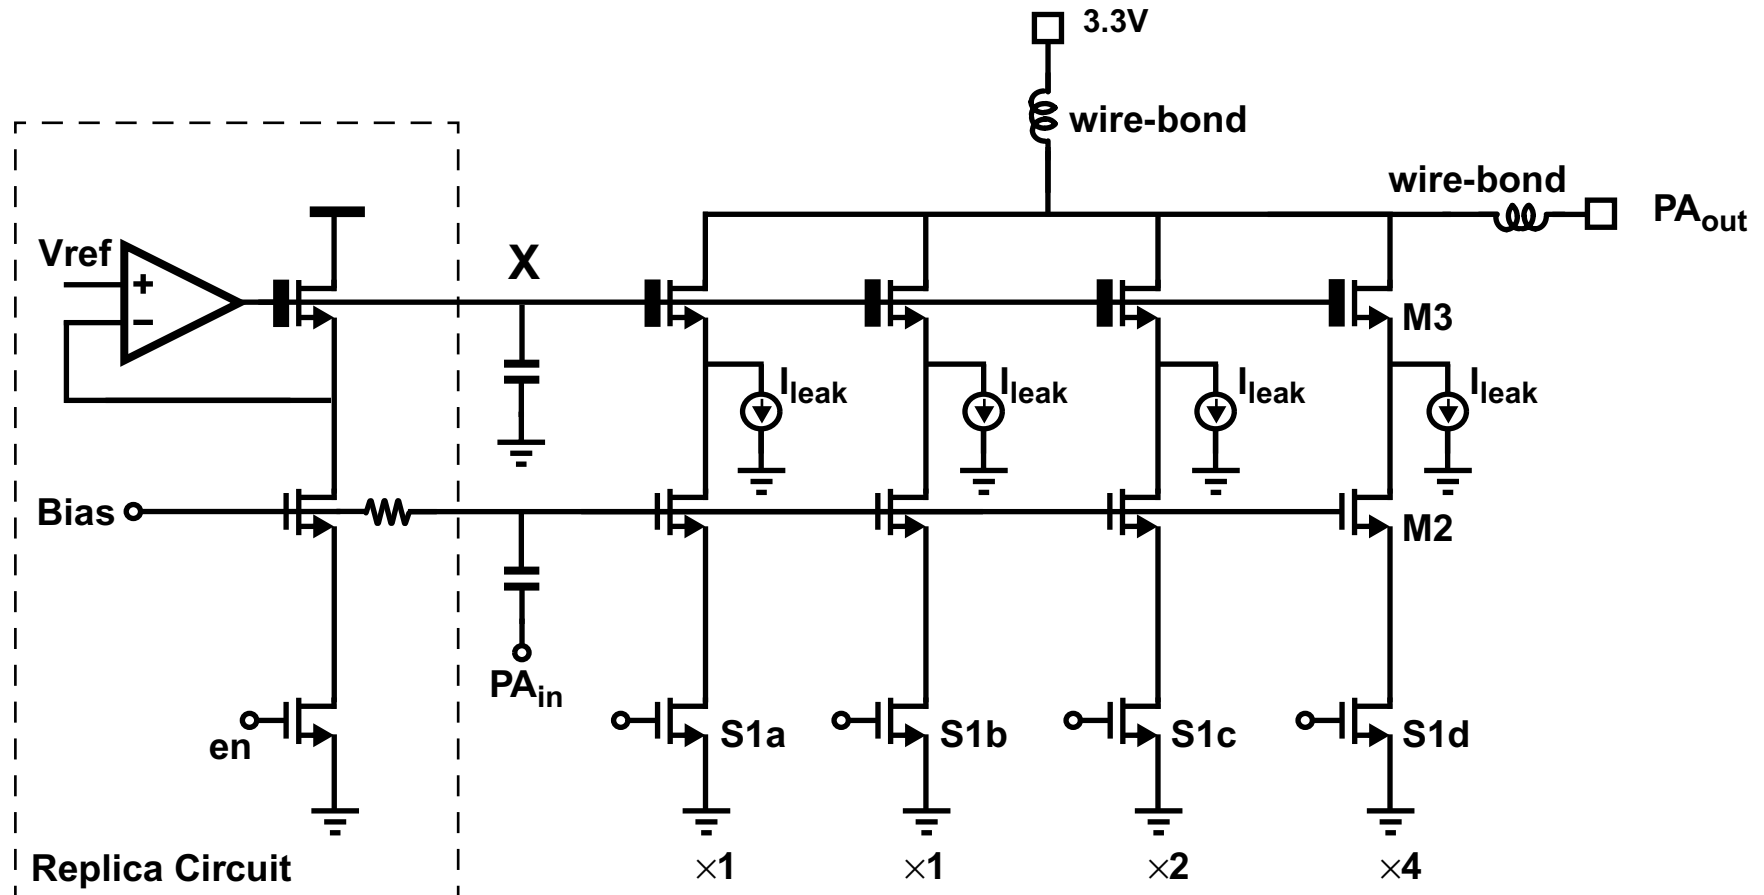 3.3V
wire-bond
wire-bond
PAout
Vref
+
−
X
M3
Ileak
Ileak
Ileak
Ileak
Bias
M2
PAin
en
S1a
S1b
S1c
S1d
Replica Circuit
×1
×1
×2
×4